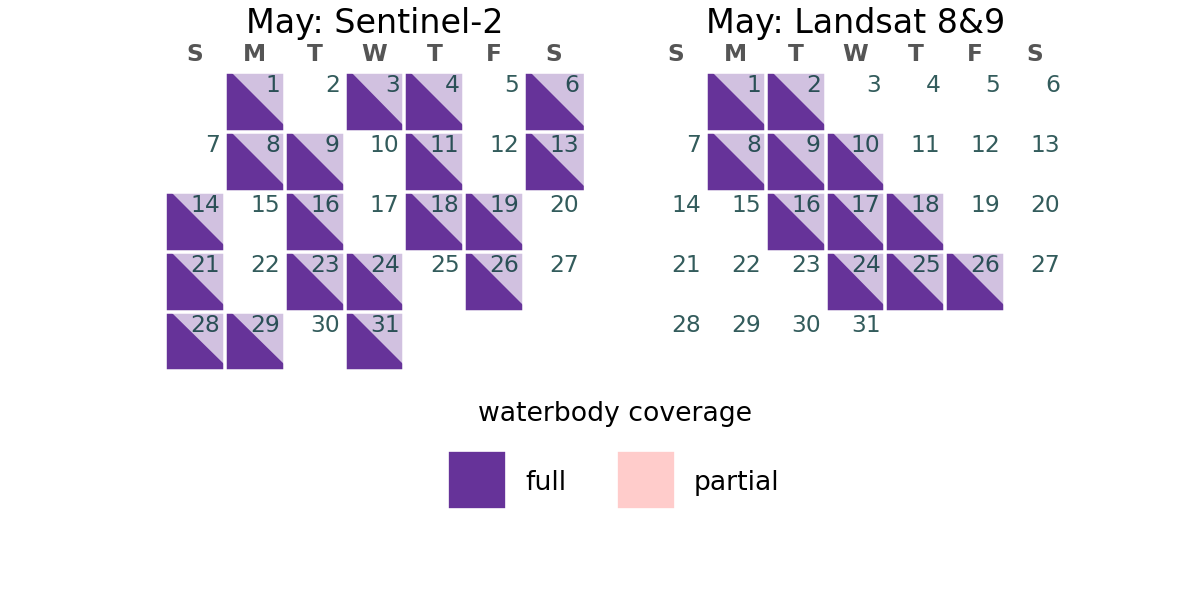 May: Sentinel-2
S M T W T F S
1 2 3 4 5 6
7 8 9 10 11 12 13
14 15 16 17 18 19 20
21 22 23 24 25 26 27
28 29 30 31
May: Landsat 8&9
S M T W T F S
1 2 3 4 5 6
7 8 9 10 11 12 13
14 15 16 17 18 19 20
21 22 23 24 25 26 27
28 29 30 31
waterbody coverage
full partial